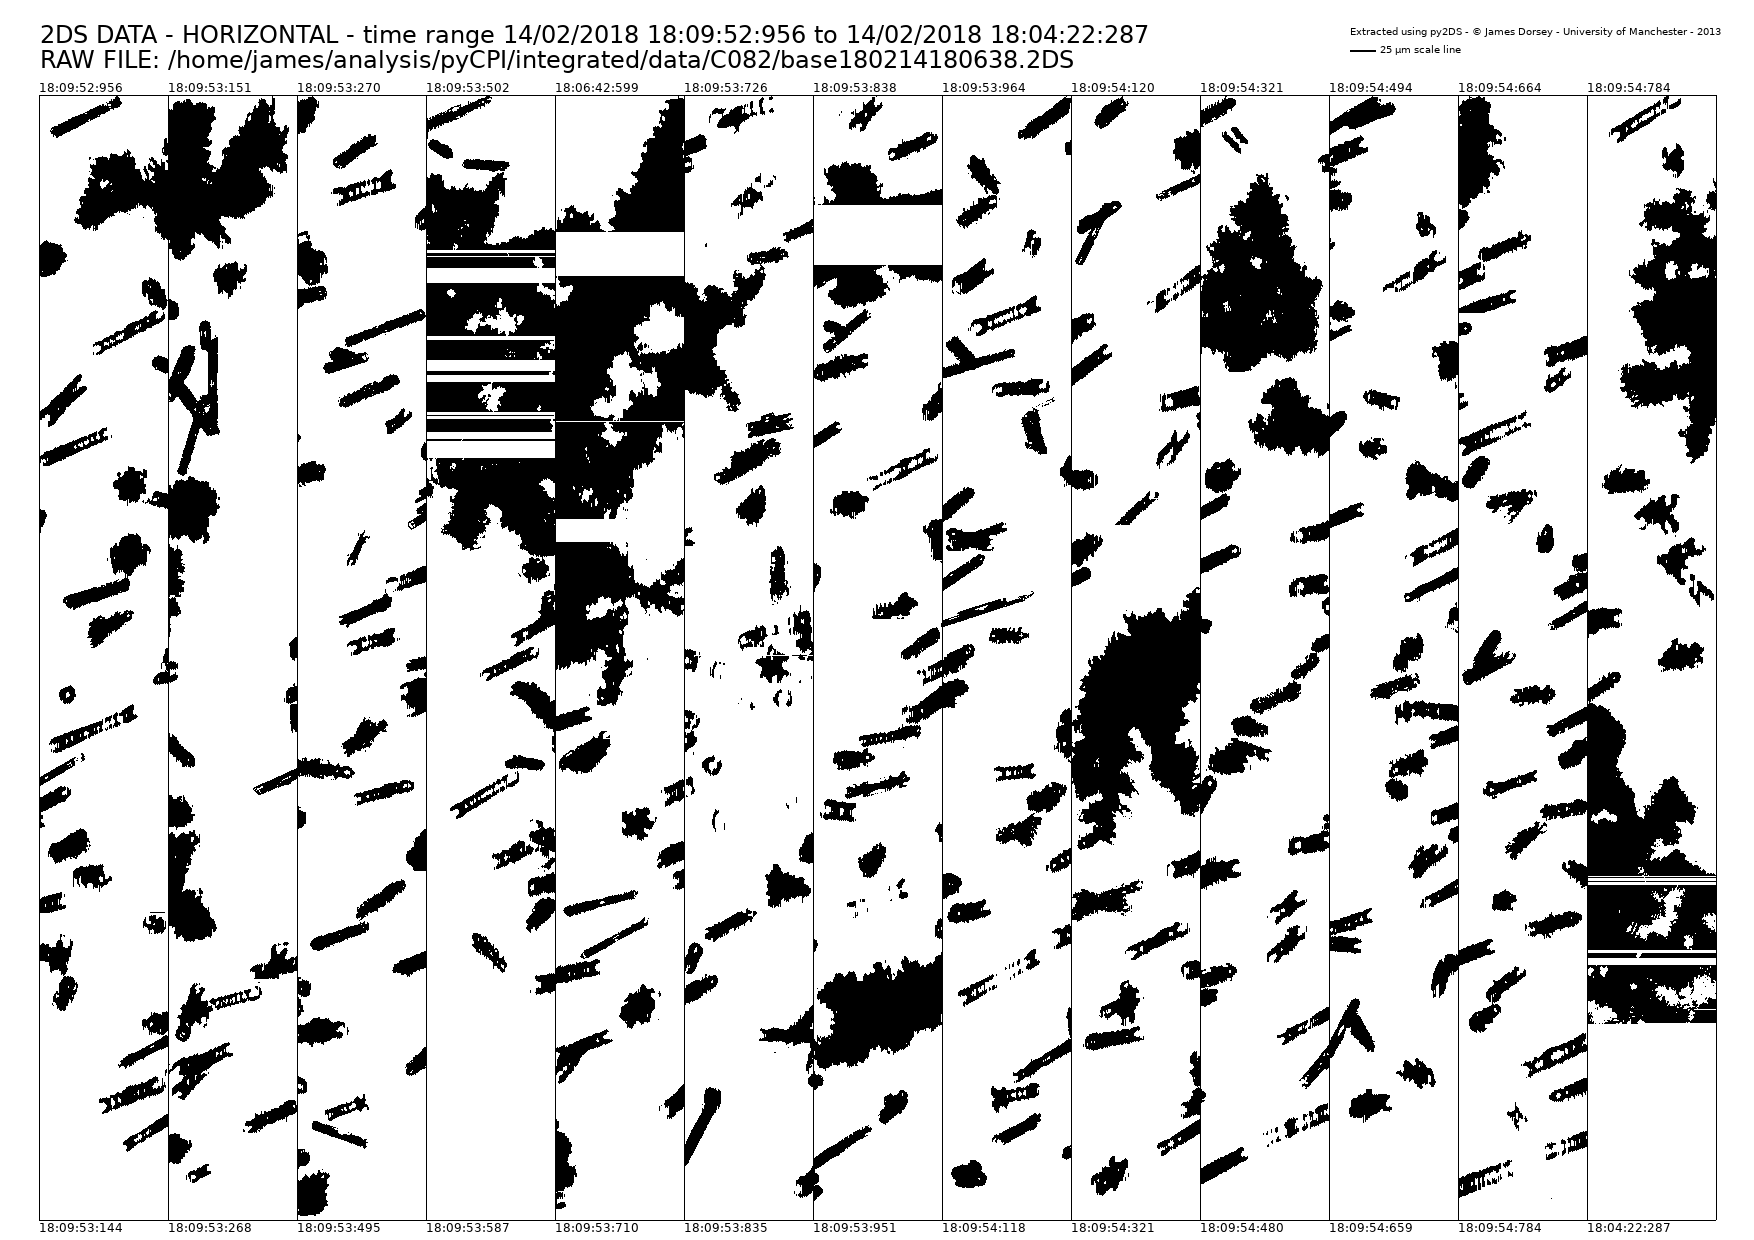 2DS DATA - HORIZONTAL - time range 14/02/2018 18:09:52:956 to 14/02/2018 18:04:22:287
RAW FILE: /home/james/analysis/pyCPI/integrated/data/C082/base180214180638.2DS
Extracted using py2DS - © James Dorsey - University of Manchester - 2013
25 µm scale line
18:09:52:956 18:09:53:151 18:09:53:270 18:09:53:502 18:06:42:599 18:09:53:726 18:09:53:838 18:09:53:964 18:09:54:120 18:09:54:321 18:09:54:494 18:09:54:664 18:09:54:784
18:09:53:144 18:09:53:268 18:09:53:495 18:09:53:587 18:09:53:710 18:09:53:835 18:09:53:951 18:09:54:118 18:09:54:321 18:09:54:480 18:09:54:659 18:09:54:784 18:04:22:287